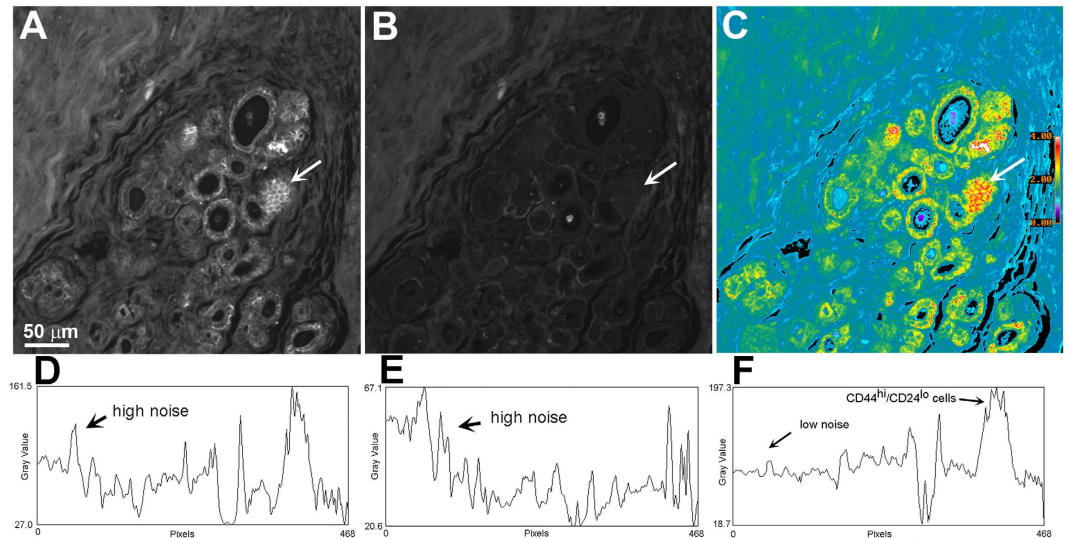 A
B
C
4.00
2.00
0.00
50 μm
D
161.5
high noise
Gray Value
27.0
0
Pixels
468
E
67.1
high noise
Gray Value
20.6
0
Pixels
468
F
197.3
CD44hi/CD24lo cells
low noise
Gray Value
18.7
0
Pixels
468